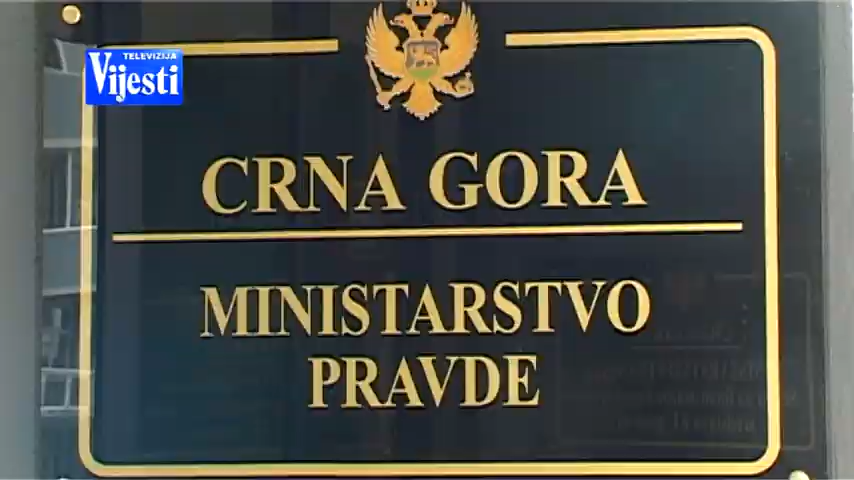 TELEVIZIJA
Vijesti
CRNA GORA
MINISTARSTVO
PRAVDE